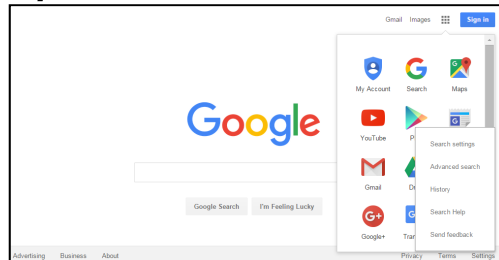 Gmail Images Sign in
My Account Search Maps
Google
YouTube P
Search settings
Advanced search
Gmail D
History
Google Search I'm Feeling Lucky
Search Help
Google+ Tran
Send feedback
Advertising Business About Privacy Terms Settings